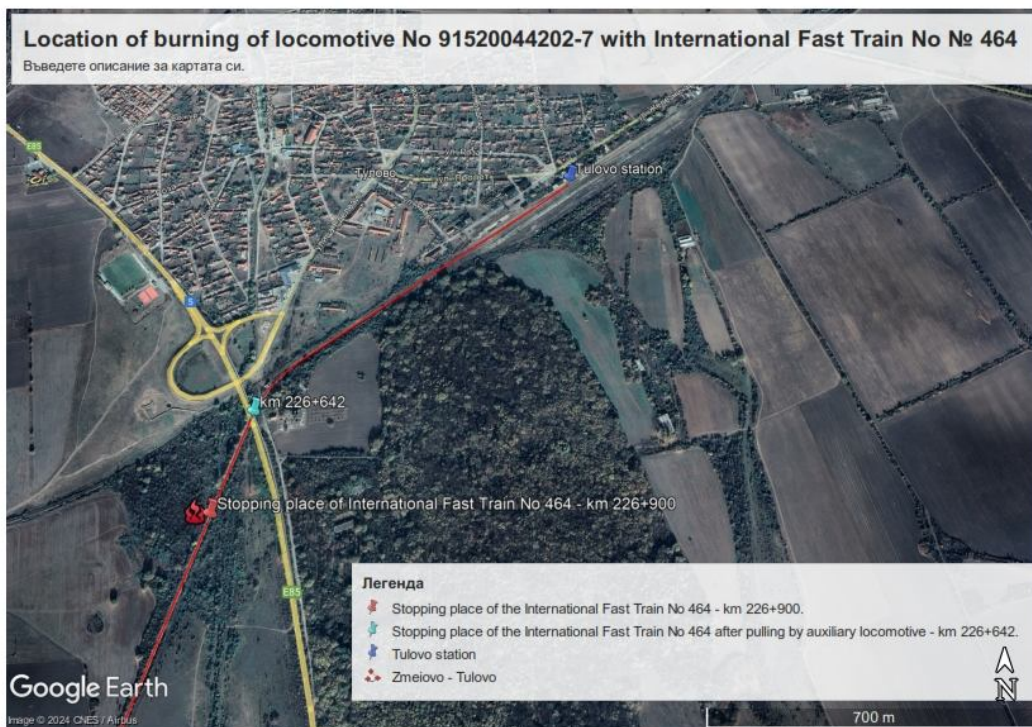 Location of burning of locomotive No 91520044202-7 with International Fast Train No № 464
Въведете описание за картата си.
E85
Тулово
Tulovo station
5
km 226+642
Stopping place of International Fast Train No 464 - km 226+900
E85
Легенда
Stopping place of the International Fast Train No 464 - km 226+900.
Stopping place of the International Fast Train No 464 after pulling by auxiliary locomotive - km 226+642.
Tulovo station
Zmeiovo - Tulovo
Google Earth
Image © 2024 CNES / Airbus
N
700 m